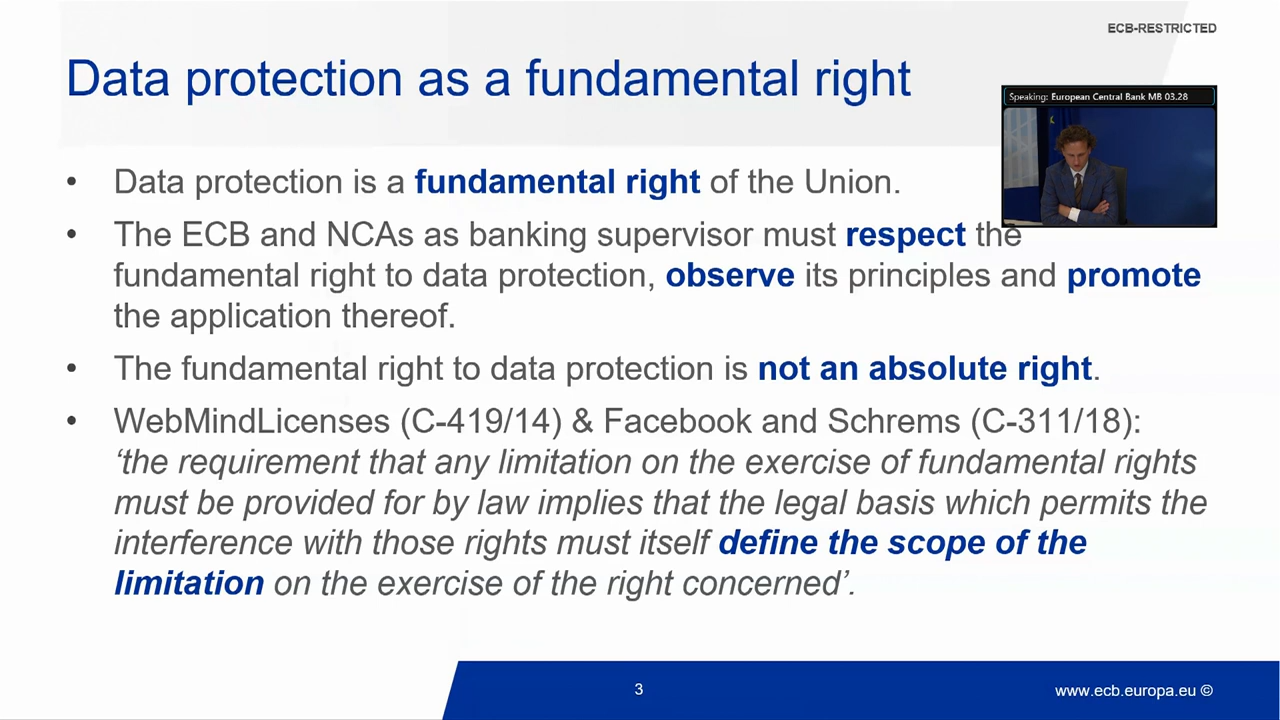 ECB-RESTRICTED
Data protection as a fundamental right
Speaking: European Central Bank MB 03.28
• Data protection is a fundamental right of the Union.
• The ECB and NCAs as banking supervisor must respect the
fundamental right to data protection, observe its principles and promote
the application thereof.
• The fundamental right to data protection is not an absolute right.
• WebMindLicenses (C-419/14) & Facebook and Schrems (C-311/18):
‘the requirement that any limitation on the exercise of fundamental rights
must be provided for by law implies that the legal basis which permits the
interference with those rights must itself define the scope of the
limitation on the exercise of the right concerned’.
3
www.ecb.europa.eu ©